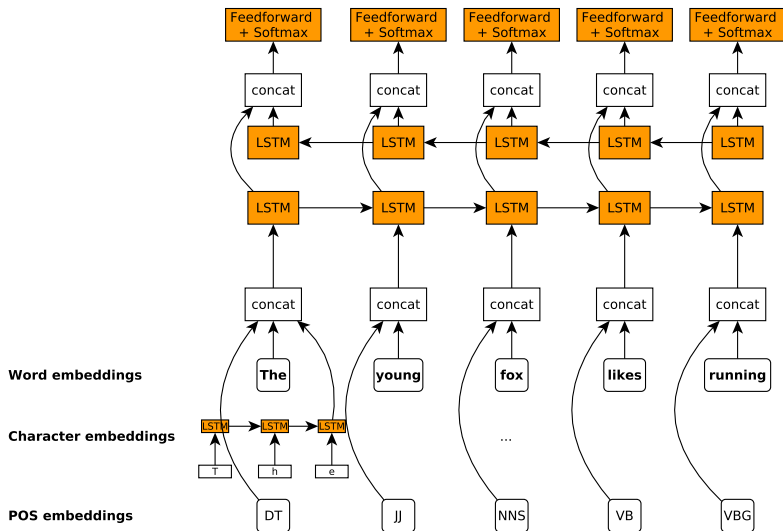 Feedforward
+ Softmax
Feedforward
+ Softmax
Feedforward
+ Softmax
Feedforward
+ Softmax
Feedforward
+ Softmax
concat concat concat concat concat
LSTM LSTM LSTM LSTM LSTM
LSTM LSTM LSTM LSTM LSTM
concat concat concat concat concat
Word embeddings The young fox likes running
LSTM LSTM LSTM
Character embeddings ...
T h e
POS embeddings DT JJ NNS VB VBG